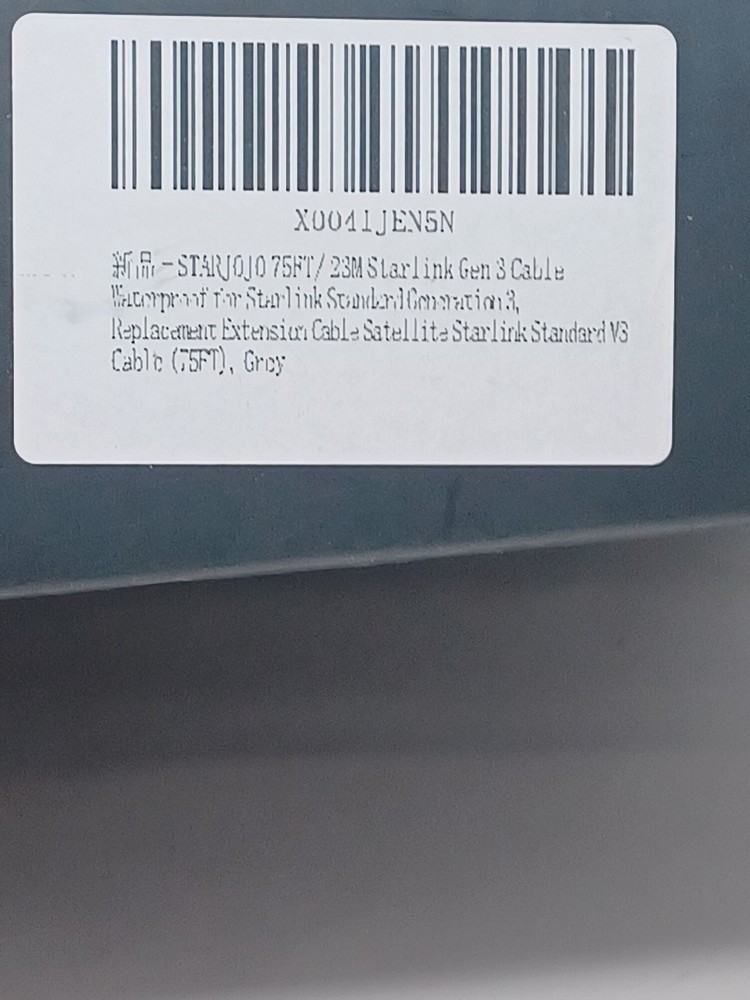 X0041JEN5N
新品-STARJOJO 75FT/ 23M Starlink Gen 3 Cable
Waterproof for Starlink Standard Generation 3,
Replacement Extension Cable Satellite Starlink Standard V3
Cable (75FT), Grey